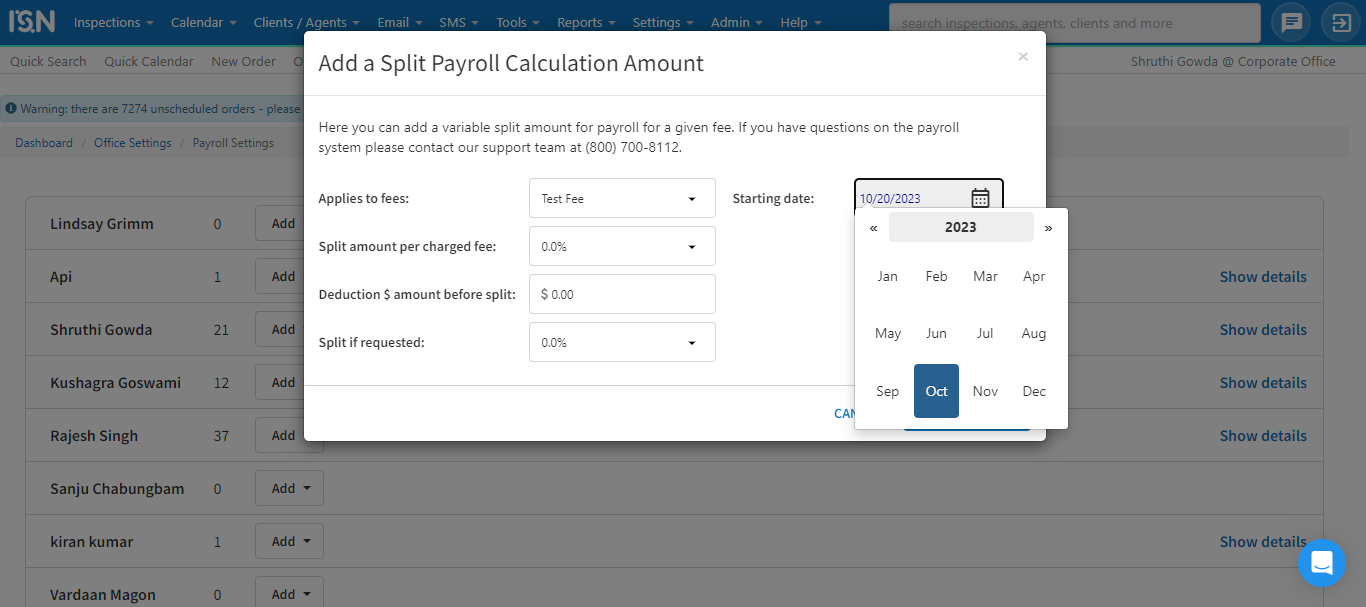 ISN Inspections Calendar Clients / Agents Email SMS Tools Reports Settings Admin Help search inspections, agents, clients and more
Quick Search Quick Calendar New Order Shruthi Gowda @ Corporate Office
Warning: there are 7274 unscheduled orders - please
Dashboard / Office Settings / Payroll Settings
Add a Split Payroll Calculation Amount ×
Here you can add a variable split amount for payroll for a given fee. If you have questions on the payroll
system please contact our support team at (800) 700-8112.
Applies to fees: Test Fee Starting date: 10/20/2023
Split amount per charged fee: 0.0%
Deduction $ amount before split: $ 0.00
Split if requested: 0.0%
« 2023 »
Jan Feb Mar Apr
May Jun Jul Aug
Sep Oct Nov Dec
Lindsay Grimm 0 Add
Api 1 Add Show details
Shruthi Gowda 21 Add Show details
Kushagra Goswami 12 Add Show details
Rajesh Singh 37 Add Show details
Sanju Chabungbam 0 Add
kiran kumar 1 Add Show details
Vardaan Magon 0 Add